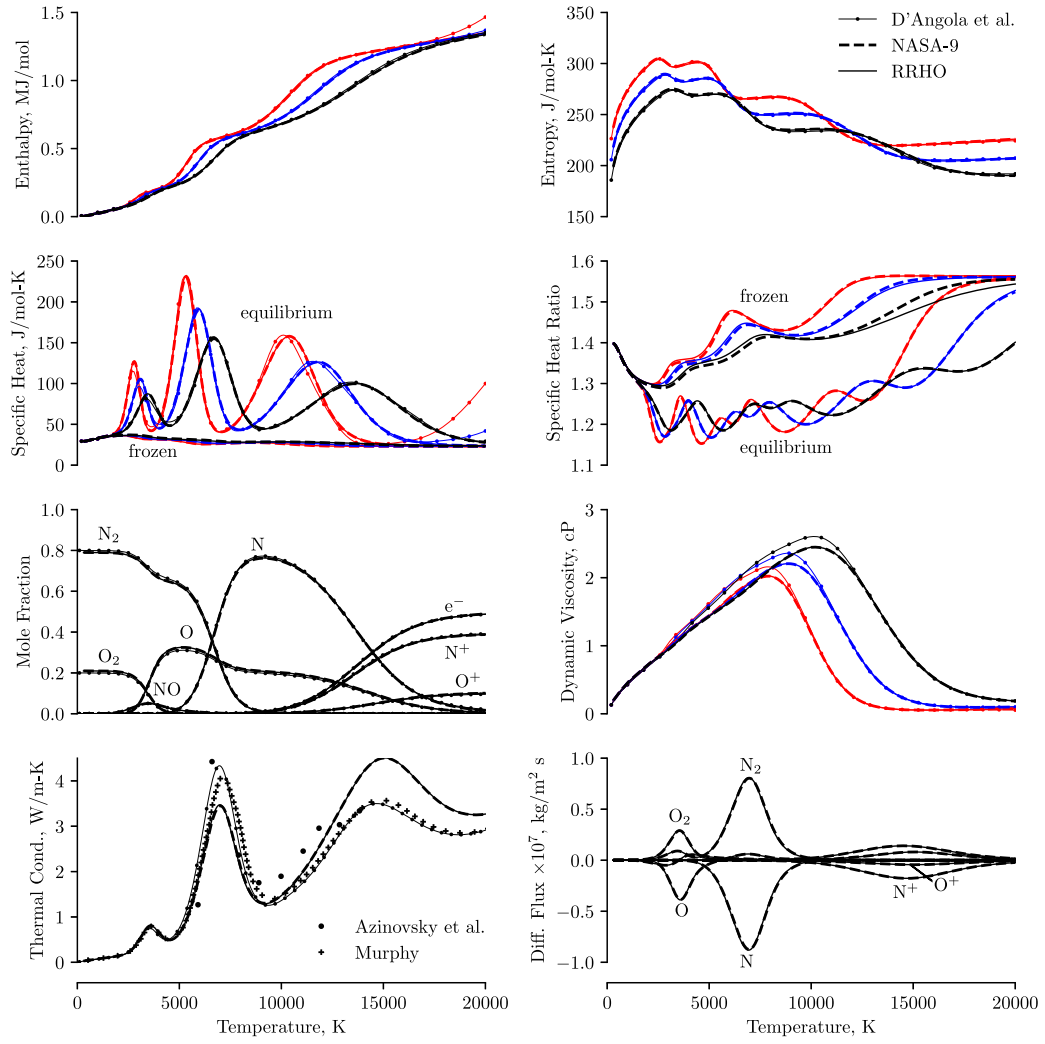 Enthalpy, MJ/mol
1.5
1.0
0.5
0.0
Entropy, J/mol-K
350
300
250
200
150
D'Angola et al.
NASA-9
RRHO
Specific Heat, J/mol-K
250
200
150
100
50
0
equilibrium
frozen
Specific Heat Ratio
1.6
1.5
1.4
1.3
1.2
1.1
frozen
equilibrium
Mole Fraction
1.0
0.8
0.6
0.4
0.2
0.0
N₂
N
O
O₂
NO
e⁻
N⁺
O⁺
Dynamic Viscosity, cP
3
2
1
0
Thermal Cond., W/m-K
4
3
2
1
0
Azinovsky et al.
Murphy
0 5000 10000 15000 20000
Temperature, K
Diff. Flux ×10⁷, kg/m² s
1.0
0.5
0.0
−0.5
−1.0
N₂
O₂
O
N
N⁺
O⁺
0 5000 10000 15000 20000
Temperature, K